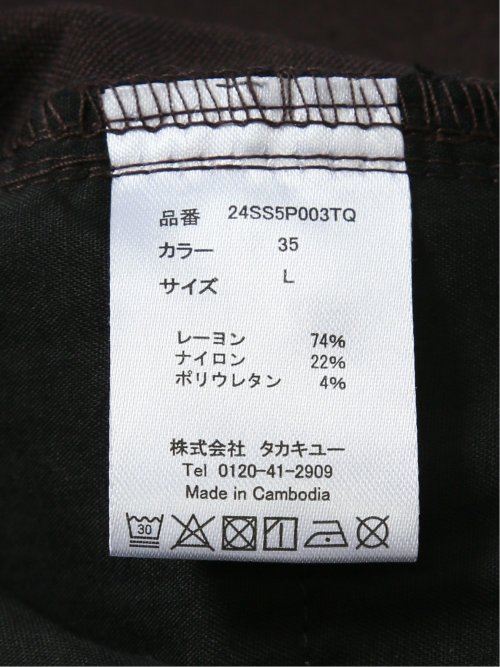 品番 24SS5P003TQ
カラー 35
サイズ L
レーヨン 74%
ナイロン 22%
ポリウレタン 4%
株式会社 タカキュー
Tel 0120-41-2909
Made in Cambodia
30